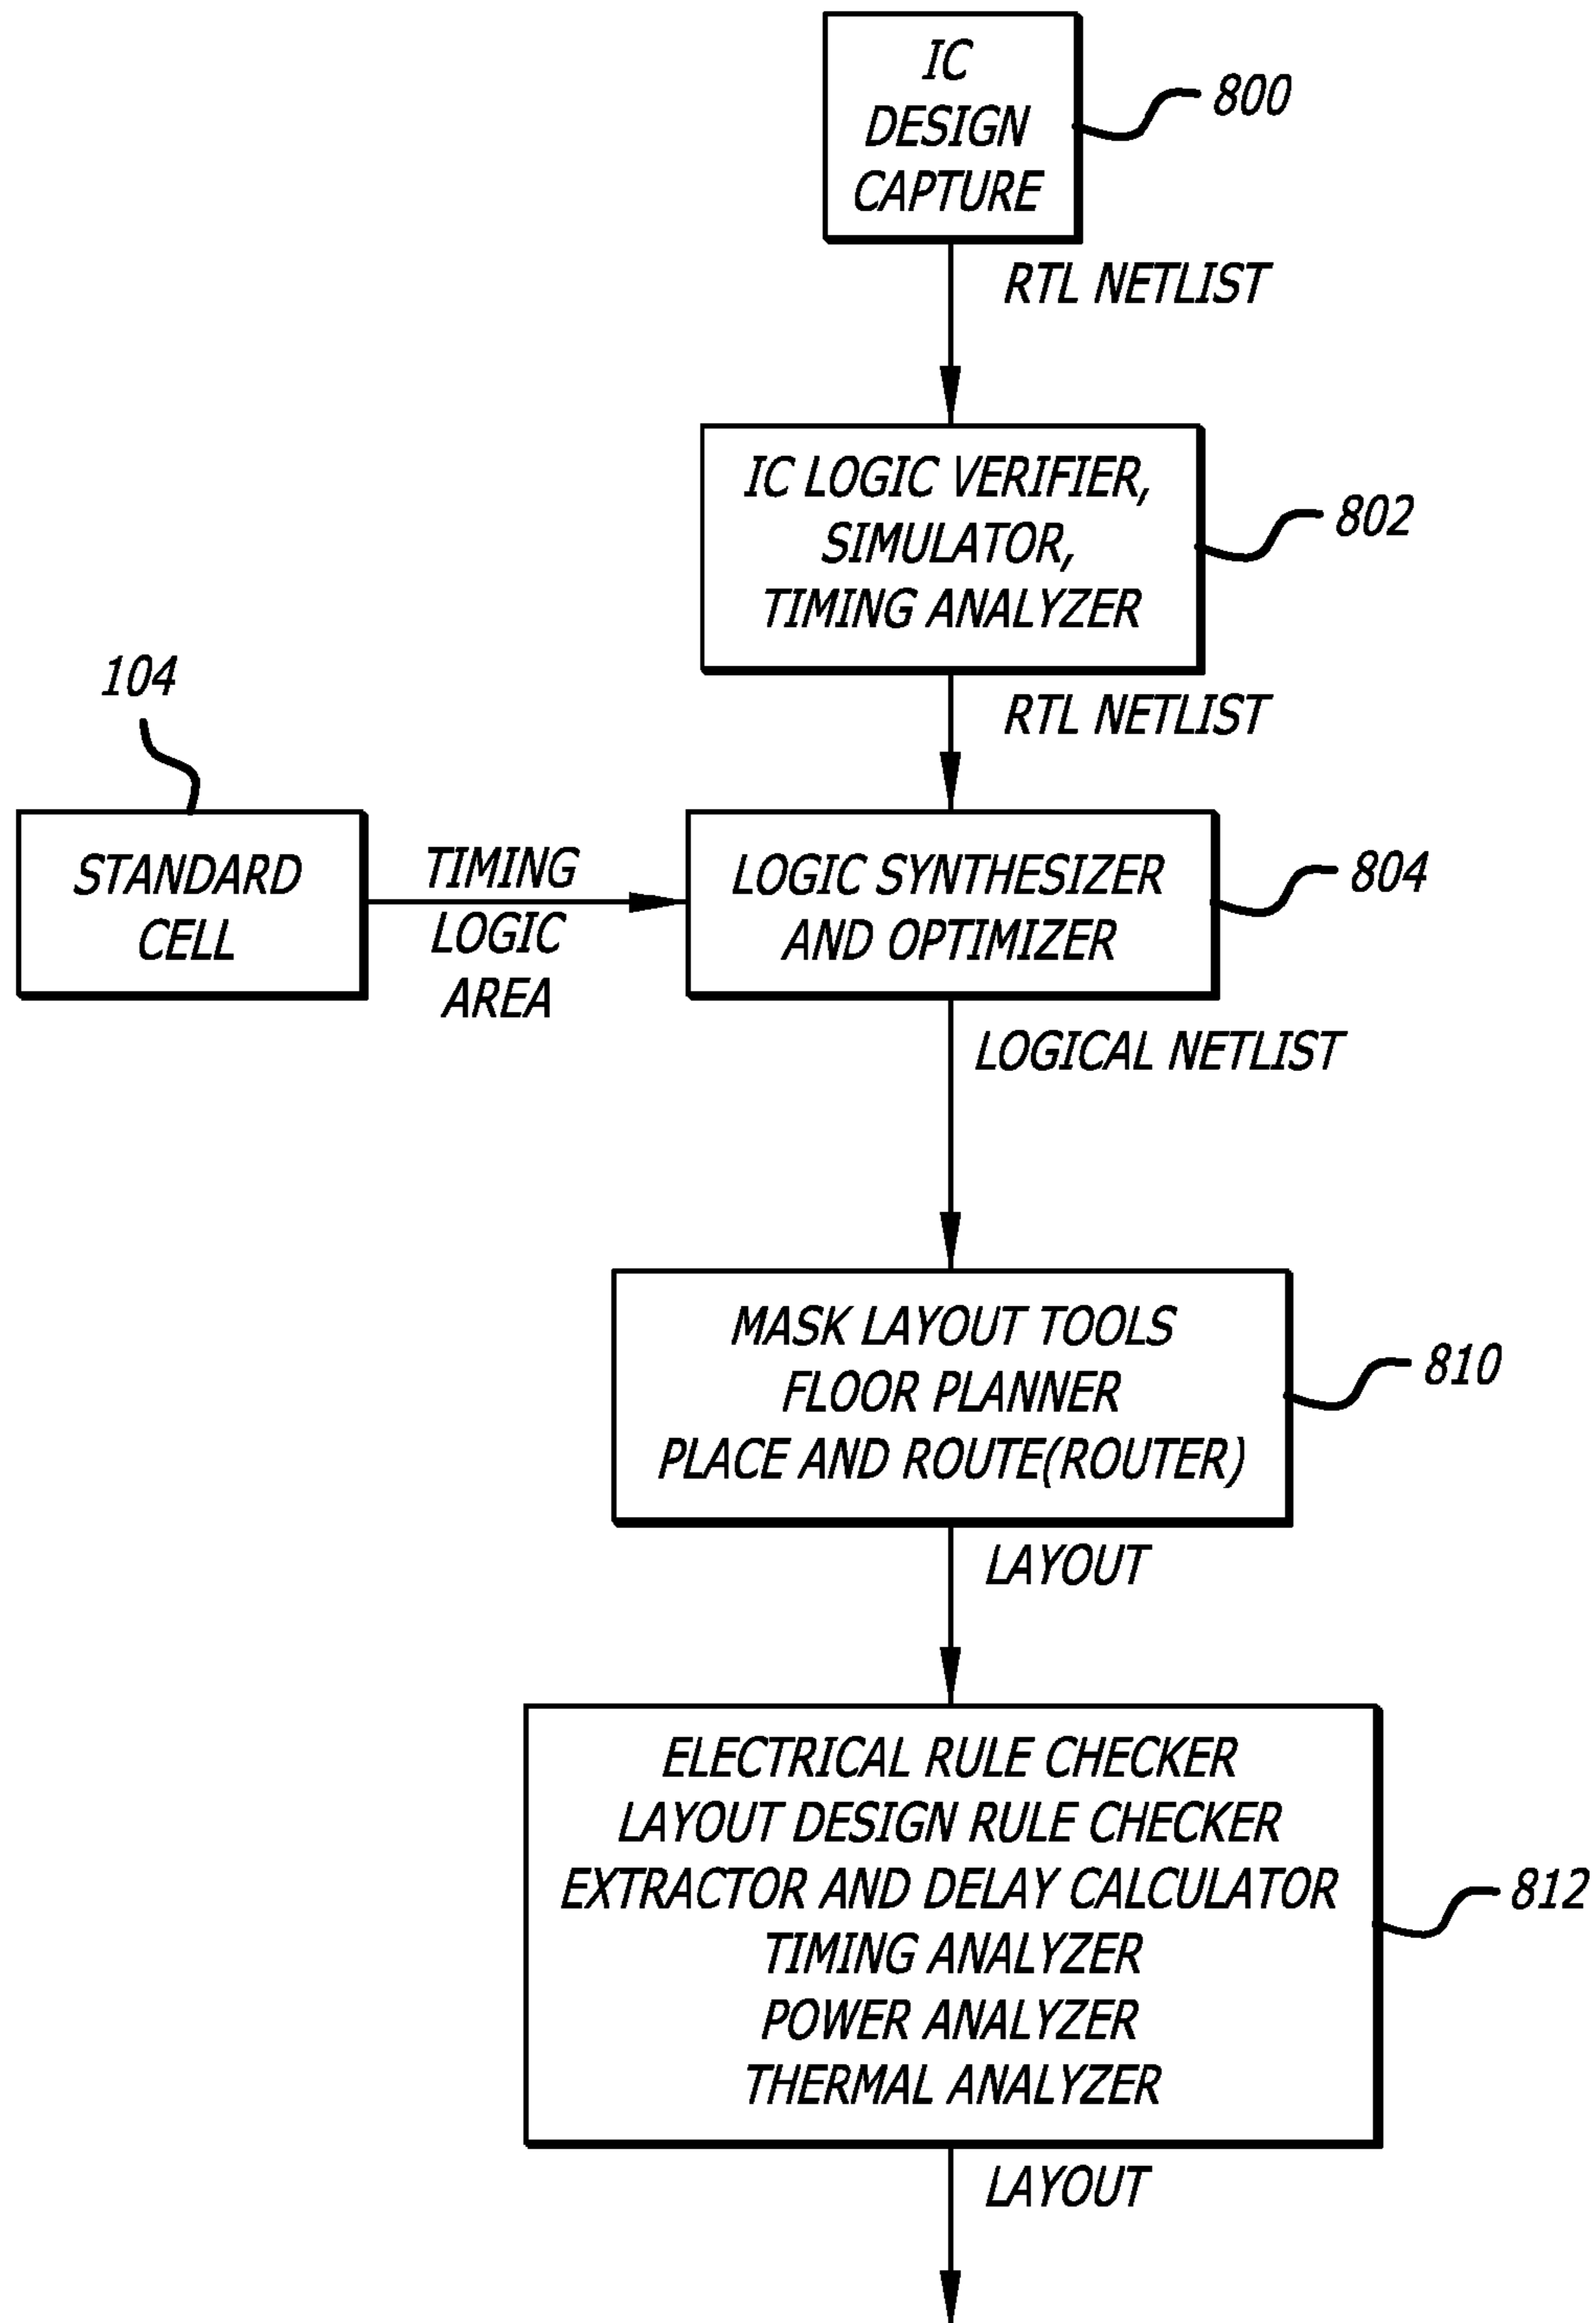 IC
DESIGN
CAPTURE
800
RTL NETLIST
IC LOGIC VERIFIER,
SIMULATOR,
TIMING ANALYZER
802
RTL NETLIST
104
STANDARD
CELL
TIMING
LOGIC
AREA
LOGIC SYNTHESIZER
AND OPTIMIZER
804
LOGICAL NETLIST
MASK LAYOUT TOOLS
FLOOR PLANNER
PLACE AND ROUTE(ROUTER)
810
LAYOUT
ELECTRICAL RULE CHECKER
LAYOUT DESIGN RULE CHECKER
EXTRACTOR AND DELAY CALCULATOR
TIMING ANALYZER
POWER ANALYZER
THERMAL ANALYZER
812
LAYOUT